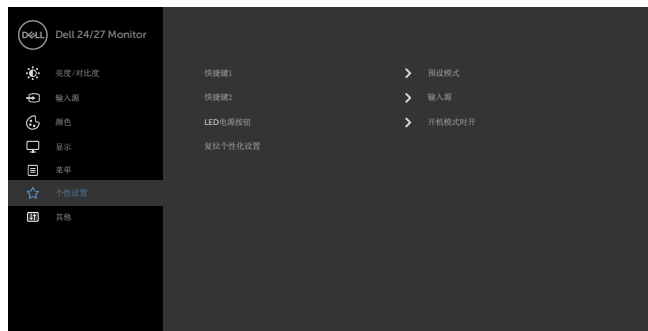 DELL Dell 24/27 Monitor
亮度/对比度 快捷键1 预设模式
输入源 快捷键2 输入源
颜色 LED电源按钮 开机模式时开
显示 复位个性化设置
菜单
个性设置
其他